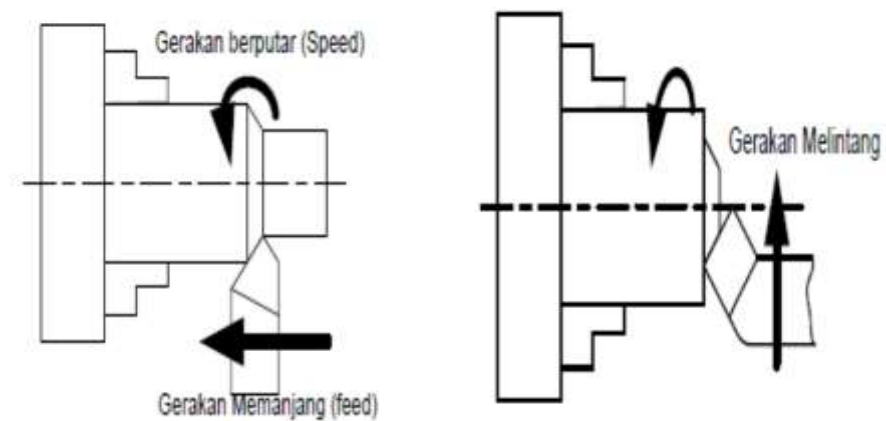 Gerakan berputar (Speed)
Gerakan Memanjang (feed)
Gerakan Melintang